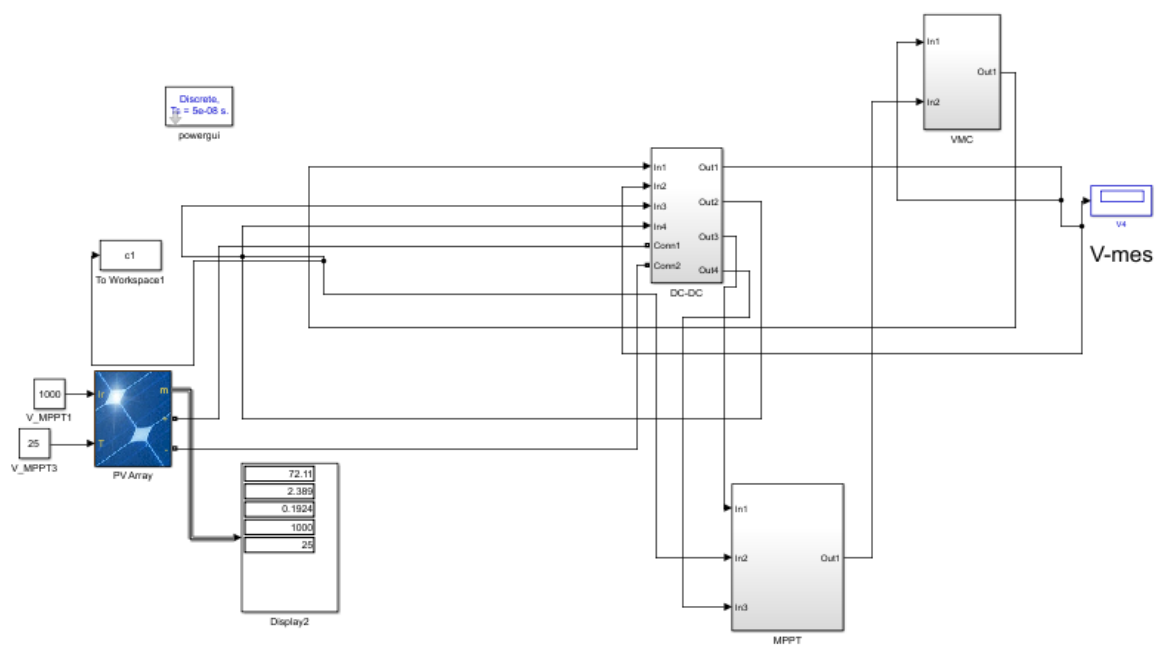 In1
Out1
In2
VMC
Discrete,
Ts = 5e-08 s.
powergui
In1
Out1
In2
In3
Out2
In4
Out3
Conn1
Conn2
Out4
DC-DC
V4
V-mes
c1
To Workspace1
1000
V_MPPT1
25
V_MPPT3
Ir
m
+
T
-
PV Array
72.11
2.389
0.1924
1000
25
Display2
In1
In2
Out1
In3
MPPT